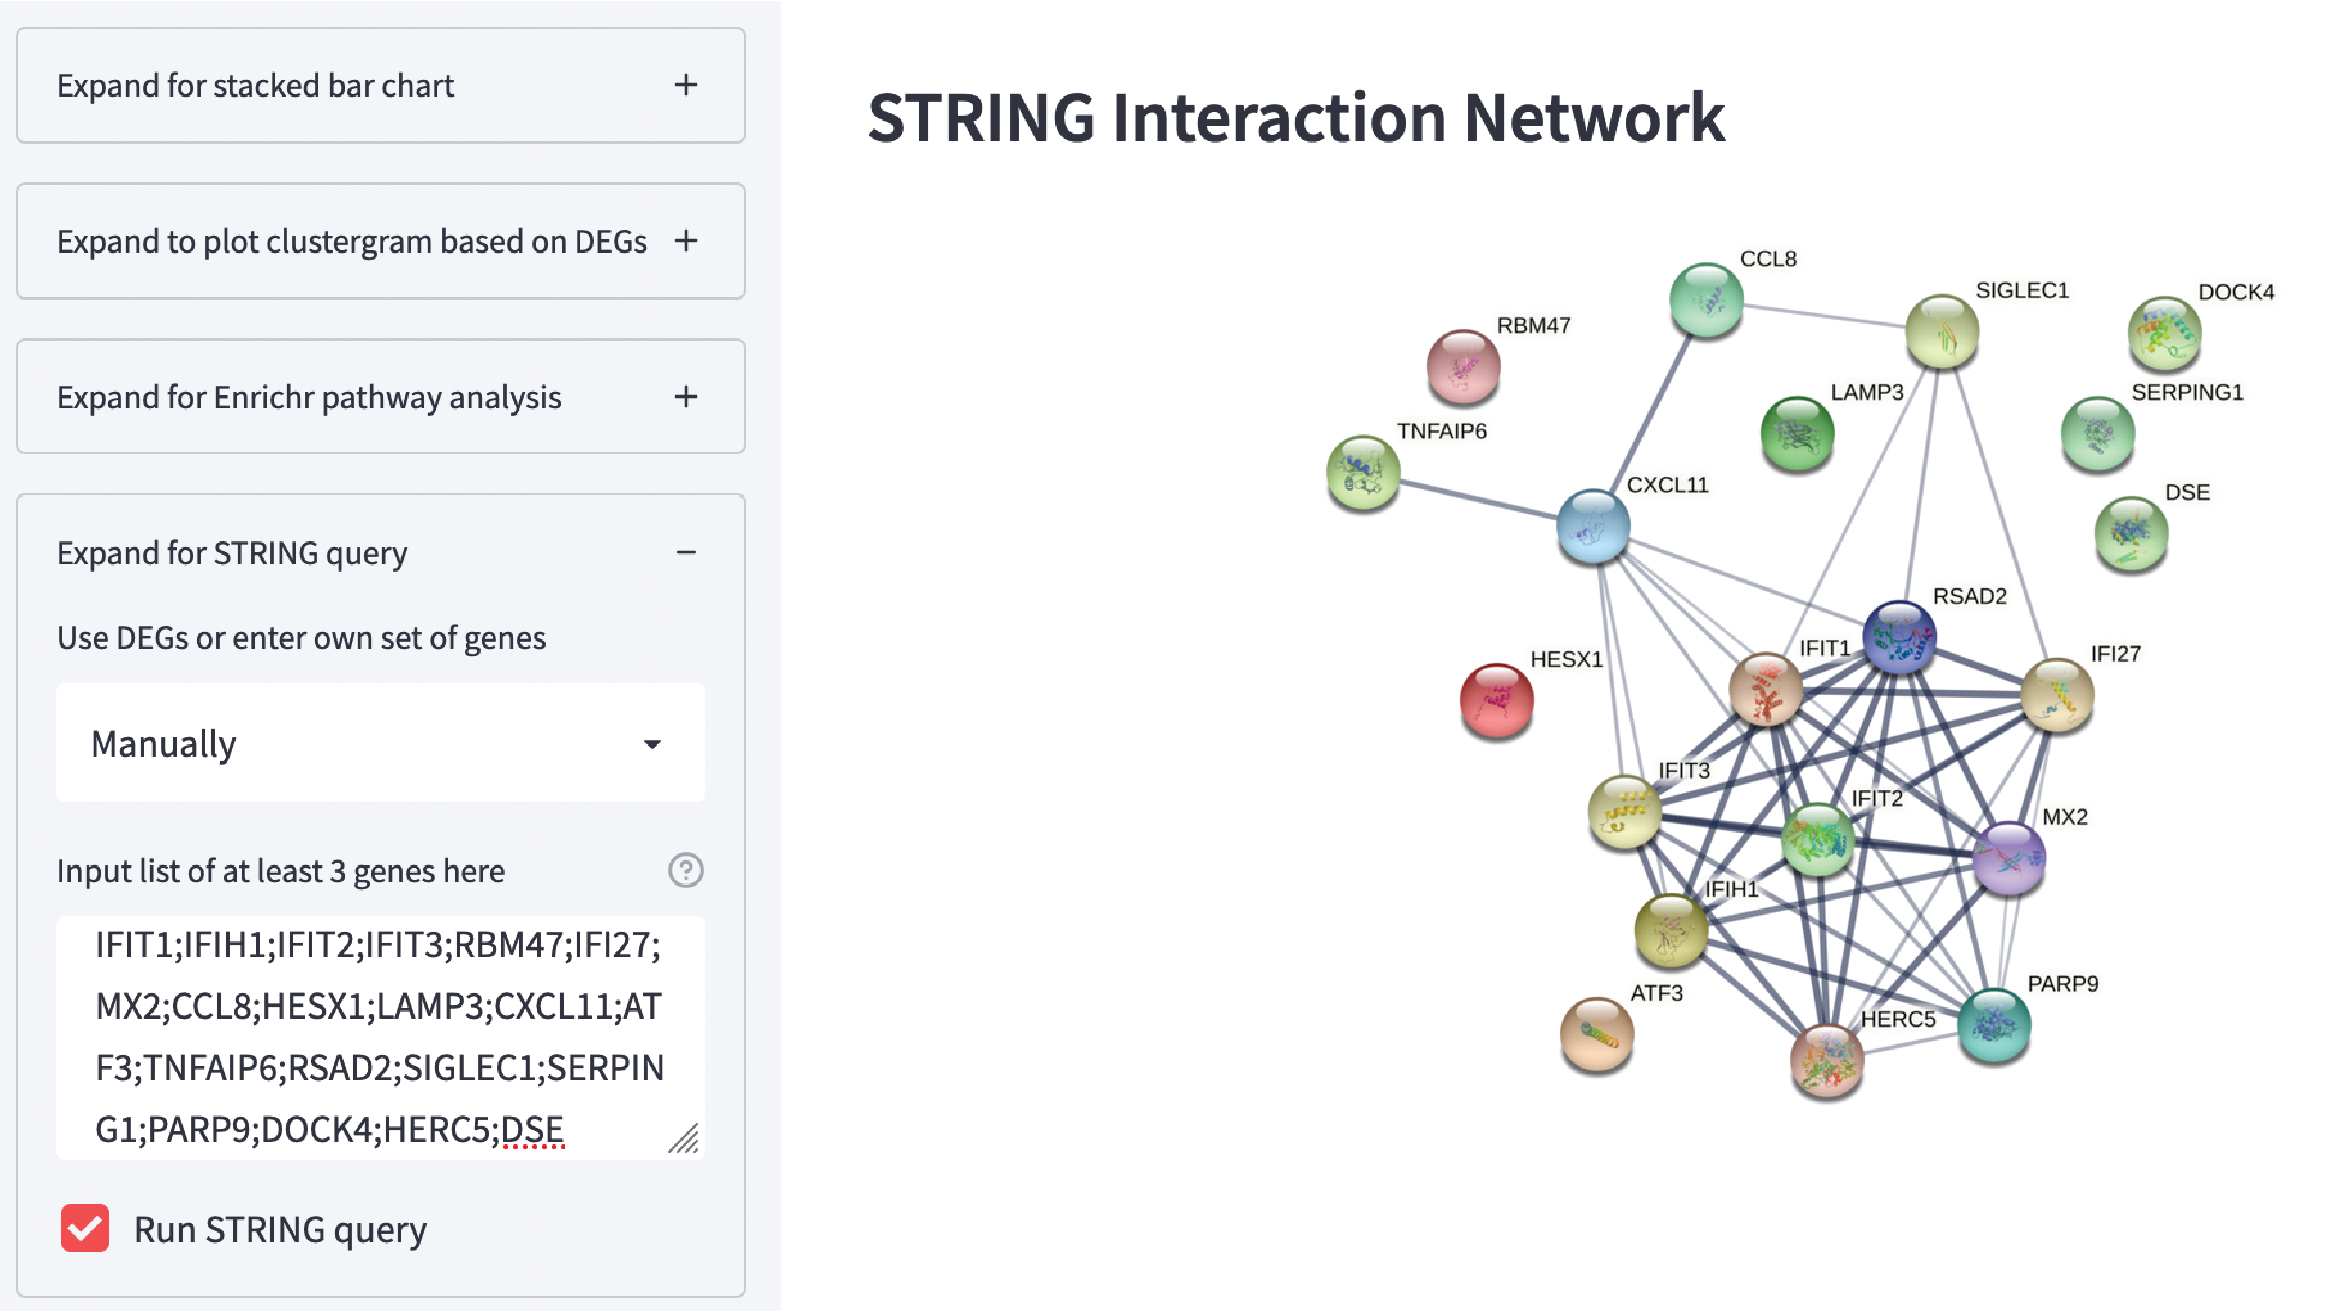 Expand for stacked bar chart
Expand to plot clustergram based on DEGs
Expand for Enrichr pathway analysis
Expand for STRING query
Use DEGs or enter own set of genes
Manually
Input list of at least 3 genes here
IFIT1;IFIH1;IFIT2;IFIT3;RBM47;IFI27;
MX2;CCL8;HESX1;LAMP3;CXCL11;AT
F3;TNFAIP6;RSAD2;SIGLEC1;SERPIN
G1;PARP9;DOCK4;HERC5;DSE
Run STRING query
STRING Interaction Network
CCL8
SIGLEC1
DOCK4
RBM47
LAMP3
SERPING1
TNFAIP6
CXCL11
DSE
RSAD2
IFIT1
IFI27
HESX1
IFIT3
IFIT2
MX2
IFIH1
PARP9
ATF3
HERC5